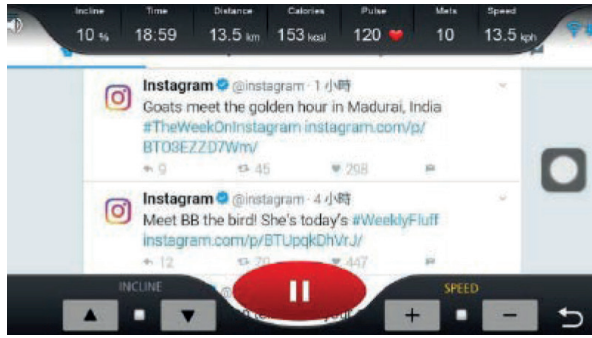 Incline Time Distance Calories Pulse Mets Speed
10 % 18:59 13.5 km 153 kcal 120 10 13.5 kph
Instagram @instagram · 1 小時
Goats meet the golden hour in Madurai, India
#TheWeekOnInstagram instagram.com/p/
BTO3EZZD7Wm/
9 45 298
Instagram @instagram · 4 小時
Meet BB the bird! She's today's #WeeklyFluff
instagram.com/p/BTUpqkDhVrJ/
12 70 447
INCLINE SPEED